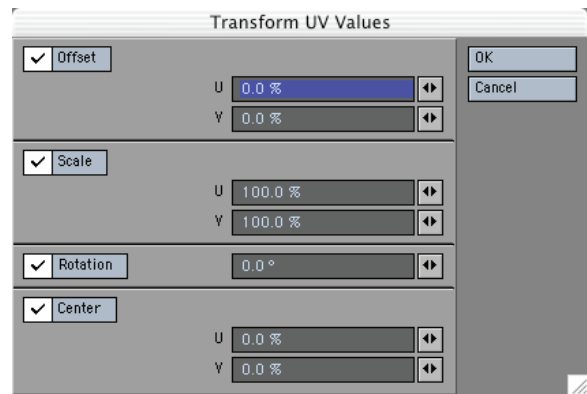 Transform UV Values
Offset
OK
U 0.0 %
Cancel
V 0.0 %
Scale
U 100.0 %
V 100.0 %
Rotation 0.0 °
Center
U 0.0 %
V 0.0 %